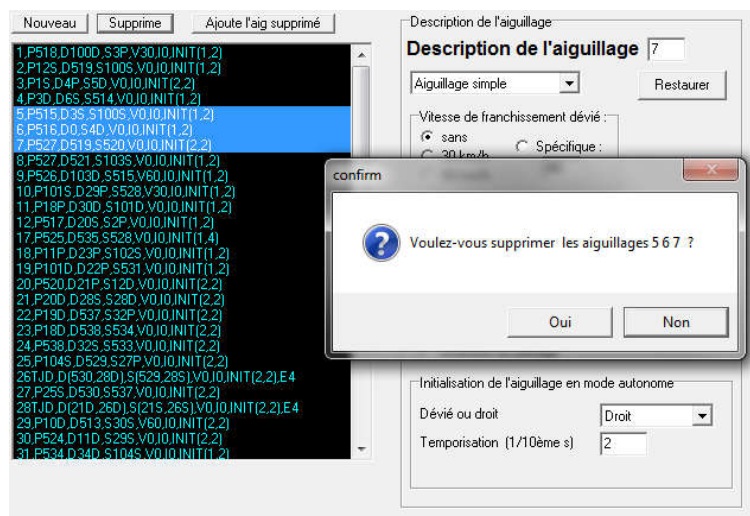 Nouveau
Supprime
Ajoute l'aig supprimé
1,P518,D100D,S3P,V30,I0,INIT(1,2)
2,P12S,D519,S100S,V0,I0,INIT(1,2)
3,P1S,D4P,S5D,V0,I0,INIT(2,2)
4,P3D,D6S,S514,V0,I0,INIT(1,2)
5,P515,D3S,S100S,V0,I0,INIT(1,2)
6,P516,D0,S4D,V0,I0,INIT(1,2)
7,P527,D519,S520,V0,I0,INIT(2,2)
8,P527,D521,S103S,V0,I0,INIT(1,2)
9,P526,D103D,S515,V60,I0,INIT(1,2)
10,P101S,D29P,S528,V30,I0,INIT(1,2)
11,P18P,D30D,S101D,V0,I0,INIT(1,2)
12,P517,D20S,S2P,V0,I0,INIT(1,2)
17,P525,D535,S528,V0,I0,INIT(1,4)
18,P11P,D23P,S102S,V0,I0,INIT(1,2)
19,P101D,D22P,S531,V0,I0,INIT(1,2)
20,P520,D21P,S12D,V0,I0,INIT(2,2)
21,P20D,D28S,S28D,V0,I0,INIT(2,2)
22,P19D,D537,S32P,V0,I0,INIT(2,2)
23,P18D,D538,S534,V0,I0,INIT(2,2)
24,P538,D32S,S533,V0,I0,INIT(2,2)
25,P104S,D529,S27P,V0,I0,INIT(2,2)
26TJD,D(530,28D),S(529,28S),V0,I0,INIT(2,2),E4
27,P25S,D530,S537,V0,I0,INIT(2,2)
28TJD,D(21D,26D),S(21S,26S),V0,I0,INIT(2,2),E4
29,P10D,D513,S30S,V60,I0,INIT(2,2)
30,P524,D11D,S29S,V0,I0,INIT(2,2)
31,P534,D34D,S104S,V0,I0,INIT(1,2)
Description de l'aiguillage
Description de l'aiguillage 7
Aiguillage simple
Restaurer
Vitesse de franchissement dévié :
sans
Spécifique :
30 km/h
confirm
Voulez-vous supprimer les aiguillages 5 6 7 ?
Oui
Non
Initialisation de l'aiguillage en mode autonome
Dévié ou droit
Droit
Temporisation (1/10ème s)
2